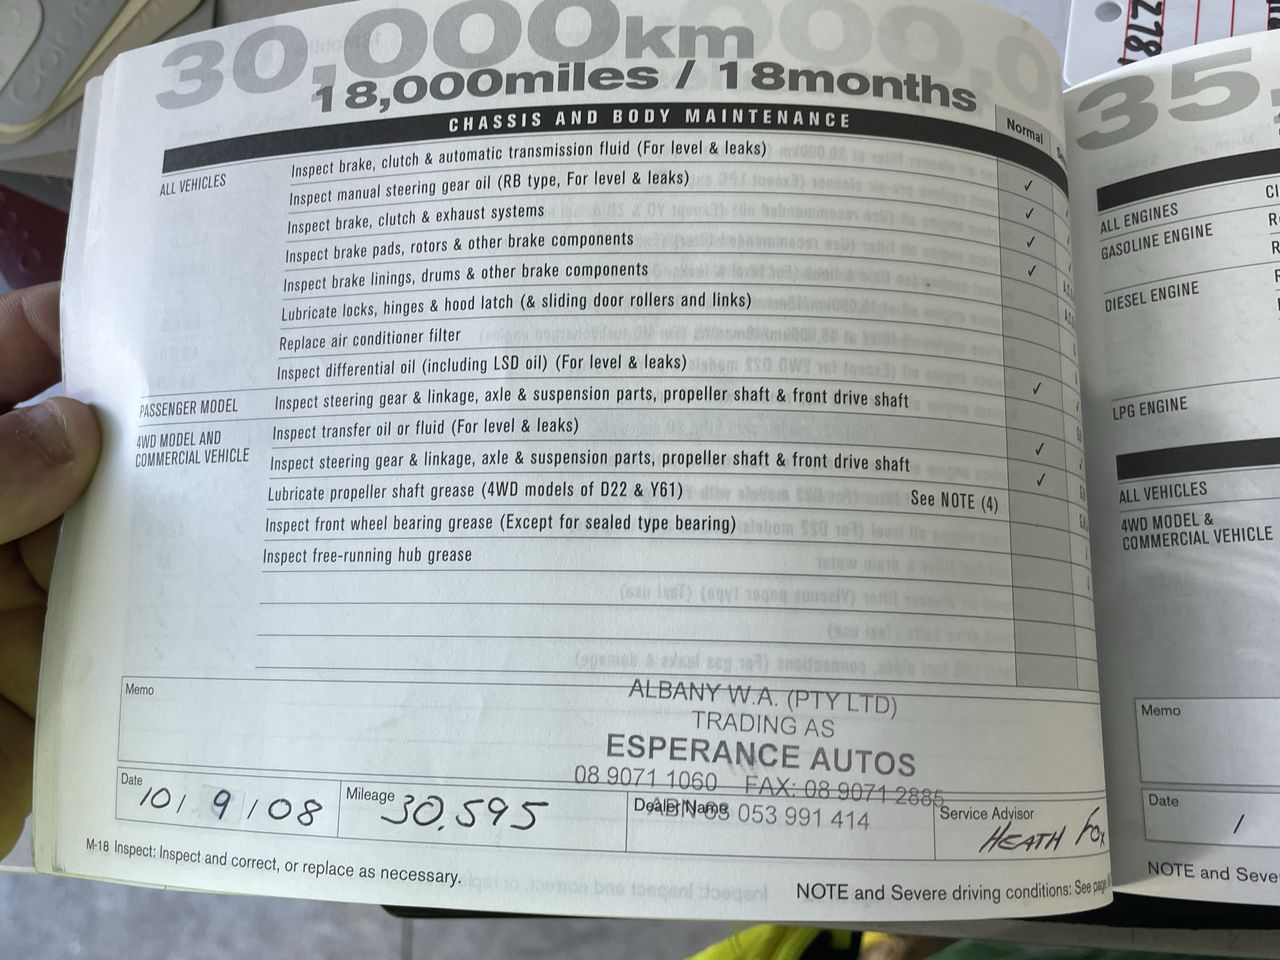 30,000km
18,000miles / 18months
CHASSIS AND BODY MAINTENANCE
Normal
ALL VEHICLES
Inspect brake, clutch & automatic transmission fluid (For level & leaks)
Inspect manual steering gear oil (RB type, For level & leaks) ✓
Inspect brake, clutch & exhaust systems ✓
Inspect brake pads, rotors & other brake components ✓
Inspect brake linings, drums & other brake components ✓
Lubricate locks, hinges & hood latch (& sliding door rollers and links)
Replace air conditioner filter
Inspect differential oil (including LSD oil) (For level & leaks)
PASSENGER MODEL Inspect steering gear & linkage, axle & suspension parts, propeller shaft & front drive shaft ✓
4WD MODEL AND
COMMERCIAL VEHICLE
Inspect transfer oil or fluid (For level & leaks)
Inspect steering gear & linkage, axle & suspension parts, propeller shaft & front drive shaft ✓
Lubricate propeller shaft grease (4WD models of D22 & Y61) See NOTE (4) ✓
Inspect front wheel bearing grease (Except for sealed type bearing)
Inspect free-running hub grease
Memo
ALBANY W.A. (PTY LTD)
TRADING AS
ESPERANCE AUTOS
08 9071 1060 FAX: 08 9071 2885
ABN 08 053 991 414
Date 10 / 9 / 08
Mileage 30,595
Dealer Name
Service Advisor
HEATH FOX
M-18 Inspect: Inspect and correct, or replace as necessary.
NOTE and Severe driving conditions: See page
35,
ALL ENGINES
GASOLINE ENGINE
DIESEL ENGINE
LPG ENGINE
ALL VEHICLES
4WD MODEL &
COMMERCIAL VEHICLE
Memo
Date
/
NOTE and Seve